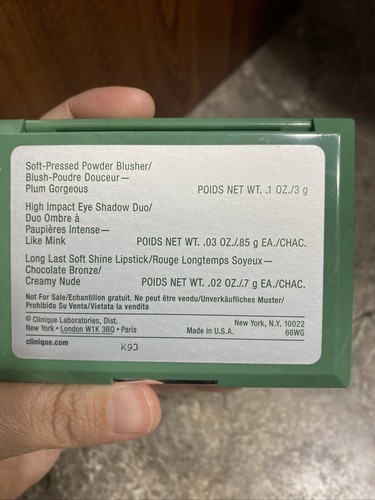 Soft-Pressed Powder Blusher/
Blush-Poudre Douceur—
Plum Gorgeous POIDS NET WT. .1 OZ./3 g
High Impact Eye Shadow Duo/
Duo Ombre à
Paupières Intense—
Like Mink POIDS NET WT. .03 OZ./.85 g EA./CHAC.
Long Last Soft Shine Lipstick/Rouge Longtemps Soyeux—
Chocolate Bronze/
Creamy Nude POIDS NET WT. .02 OZ./.7 g EA./CHAC.
Not For Sale/Echantillon gratuit. Ne peut être vendu/Unverkäufliches Muster/
Prohibida Su Venta/Vietata la vendita
© Clinique Laboratories, Dist. New York, N.Y. 10022
New York • London W1K 3BQ • Paris Made in U.S.A. 66WG
clinique.com K93